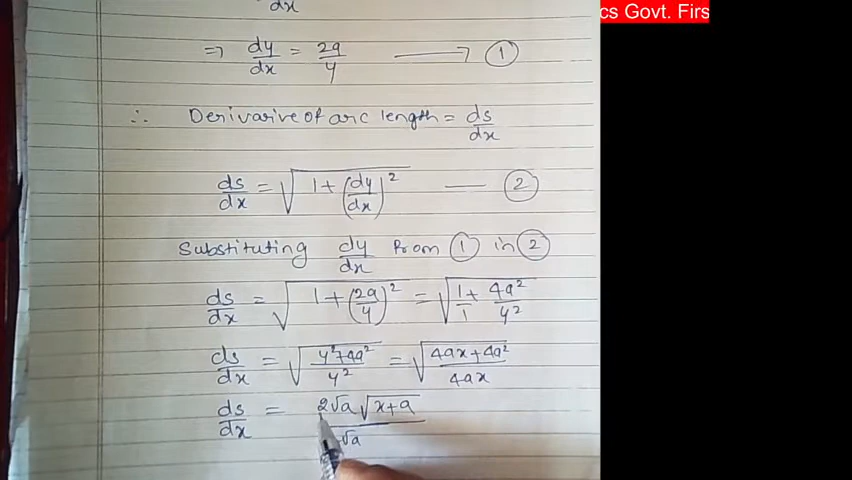 dx
cs Govt. Firs
⇒ dy/dx = 2a/y ——→ ①
∴ Derivarive of arc length = ds/dx
ds/dx = √(1+(dy/dx)²) —— ②
Substituting dy/dx from ① in ②
ds/dx = √(1+(2a/y)²) = √(1/1 + 4a²/y²)
ds/dx = √((y²+4a²)/y²) = √((4ax+4a²)/4ax)
ds/dx = 2√a √(x+a) / √a